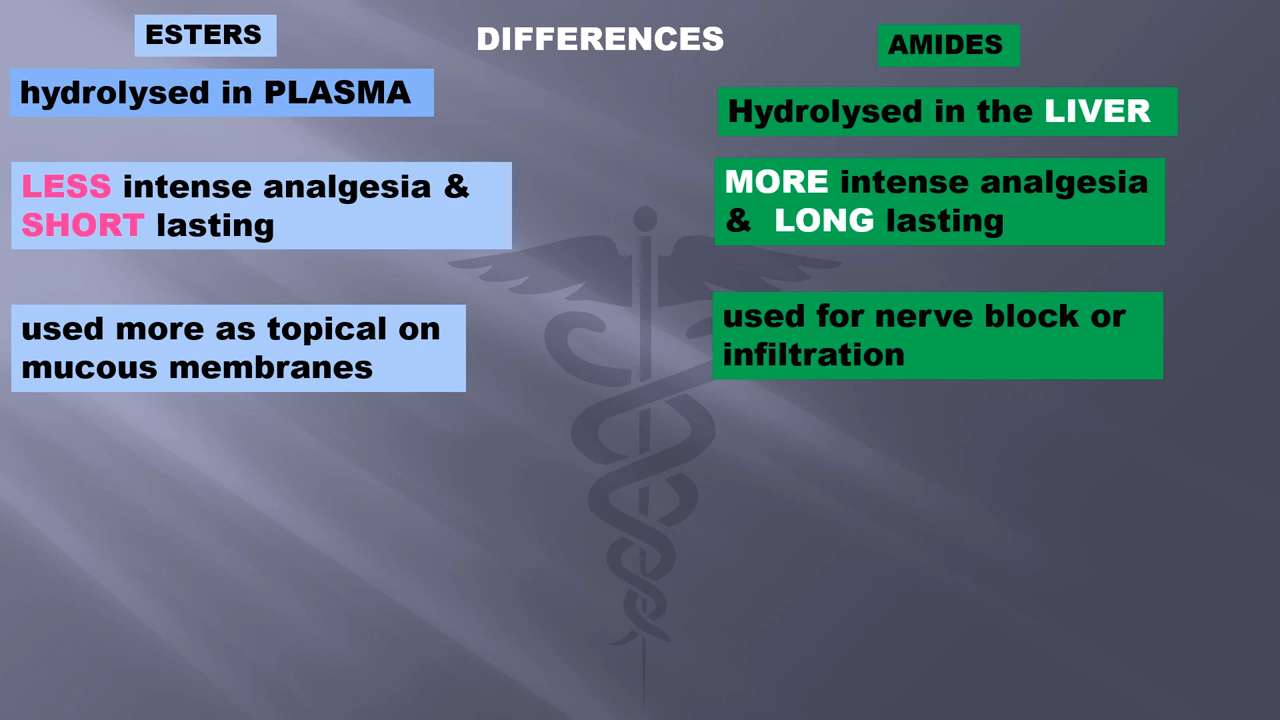 DIFFERENCES
ESTERS
hydrolysed in PLASMA
LESS intense analgesia &
SHORT lasting
used more as topical on
mucous membranes
AMIDES
Hydrolysed in the LIVER
MORE intense analgesia
& LONG lasting
used for nerve block or
infiltration